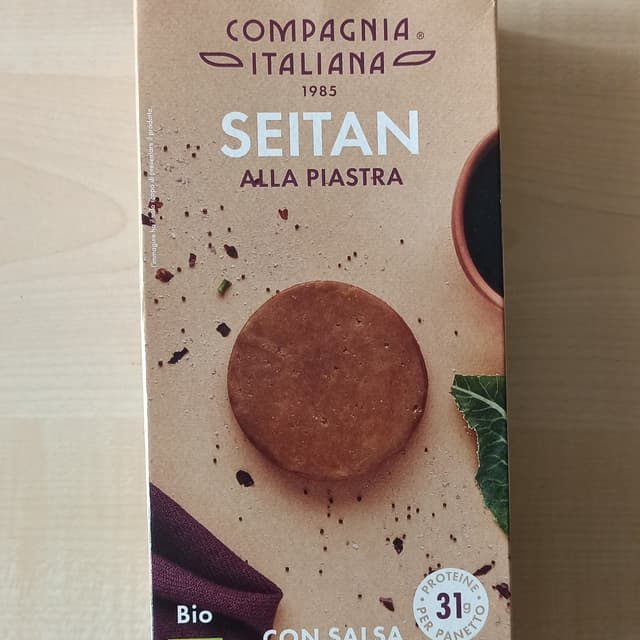 COMPAGNIA®
ITALIANA
1985
SEITAN
ALLA PIASTRA
Bio
CON SALSA
• PROTEINE •
31g
PER PANETTO